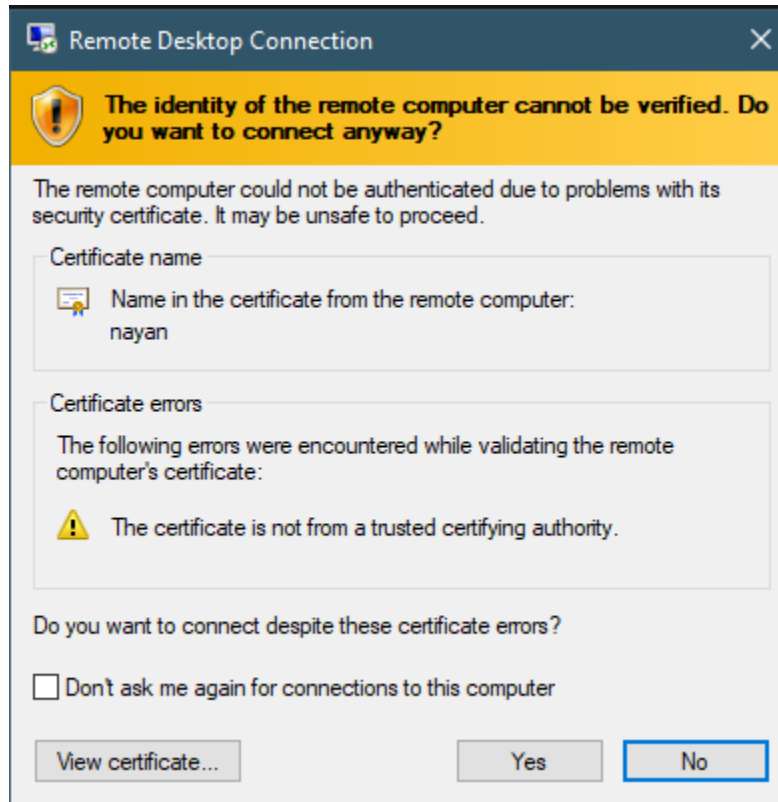 Remote Desktop Connection
The identity of the remote computer cannot be verified. Do
you want to connect anyway?
The remote computer could not be authenticated due to problems with its
security certificate. It may be unsafe to proceed.
Certificate name
Name in the certificate from the remote computer:
nayan
Certificate errors
The following errors were encountered while validating the remote
computer's certificate:
The certificate is not from a trusted certifying authority.
Do you want to connect despite these certificate errors?
Don't ask me again for connections to this computer
View certificate... Yes No